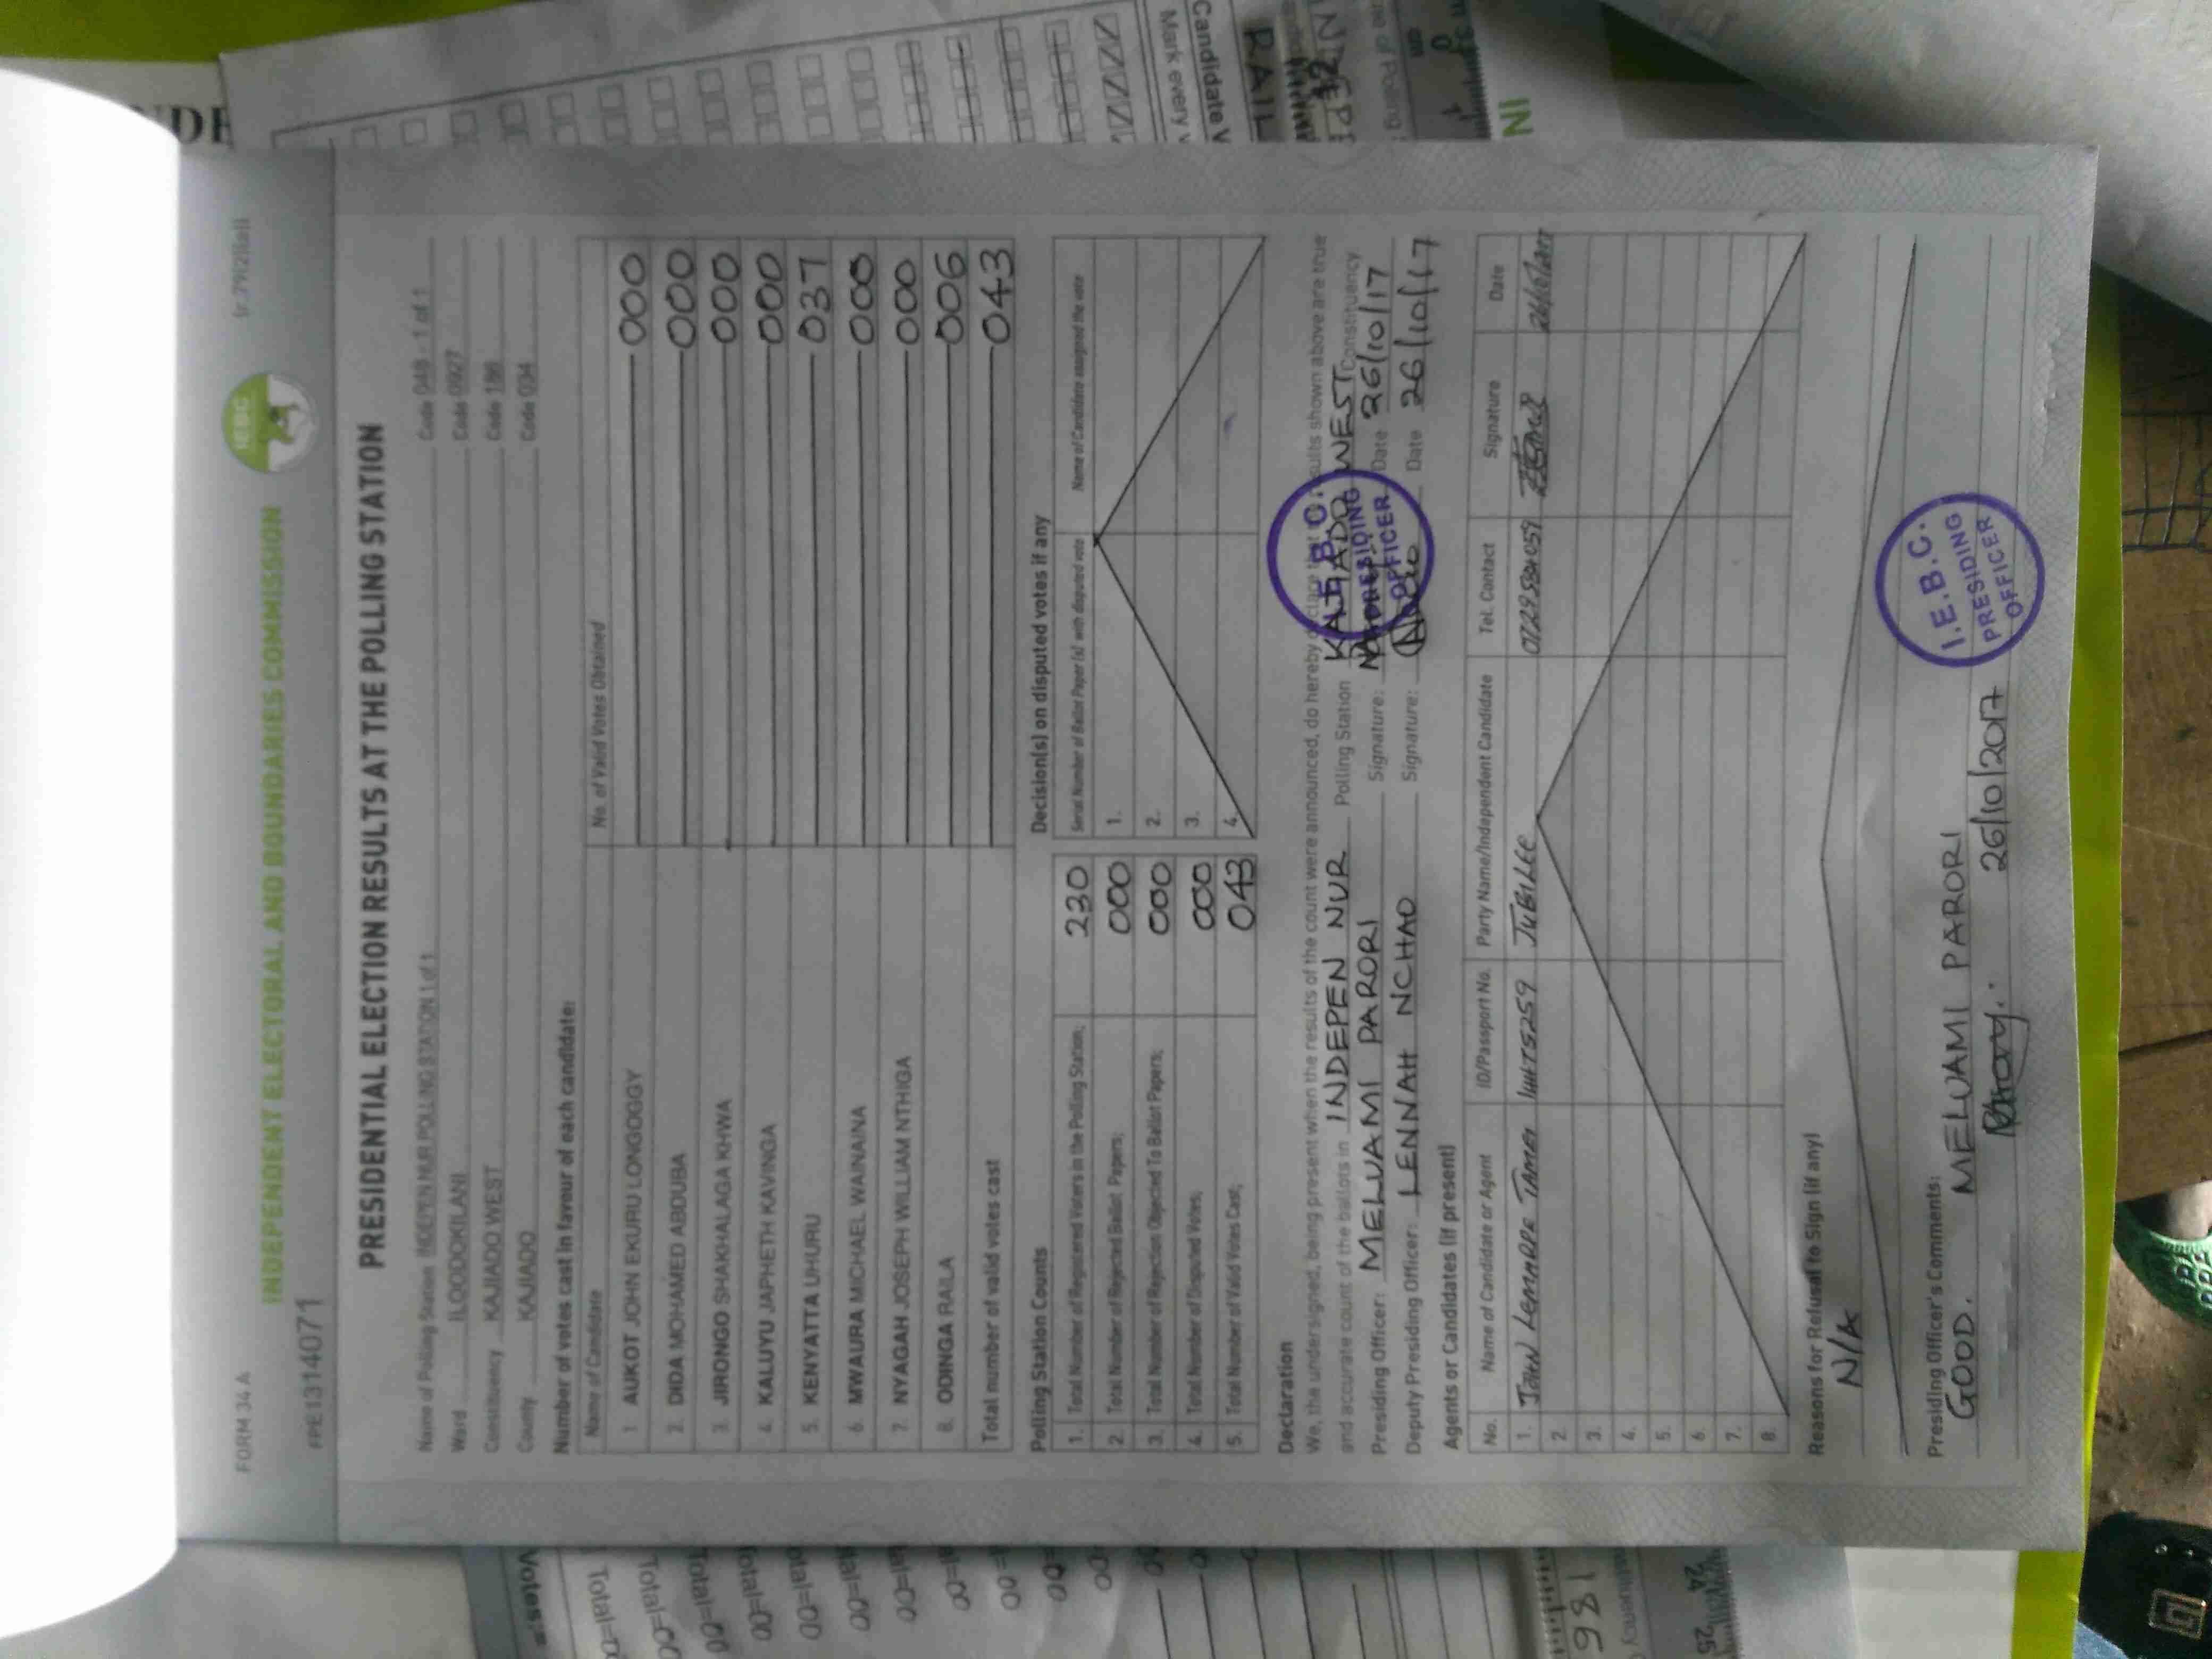 FORM 34 A
INDEPENDENT ELECTORAL AND BOUNDARIES COMMISSION
IEBC
(r.79(2)(a))
PRE1314071
PRESIDENTIAL ELECTION RESULTS AT THE POLLING STATION
Name of Polling Station INDEPEN NUR POLLING STATON 1 of 1 Code 048 - 1 of 1
Ward ILOODOKILANI Code 0927
Constituency KAJIADO WEST Code 186
County KAJIADO Code 034
Number of votes cast in favour of each candidate:
Name of Candidate No. of Valid Votes Obtained
1 AUKOT JOHN EKURU LONGOGGY 000
2. DIDA MOHAMED ABDUBA 000
3. JIRONGO SHAKHALAGA KHWA 000
4. KALUYU JAPHETH KAVINGA 000
5. KENYATTA UHURU 037
6 MWAURA MICHAEL WAINAINA 000
7. NYAGAH JOSEPH WILLIAM NTHIGA 000
8. ODINGA RAILA 006
Total number of valid votes cast 043
Polling Station Counts
1. Total Number of Registered Voters in the Polling Station; 230
2. Total Number of Rejected Ballot Papers; 000
3. Total Number of Rejection Objected To Ballot Papers; 000
4. Total Number of Disputed Votes; 000
5. Total Number of Valid Votes Cast; 043
Decision(s) on disputed votes if any
Serial Number of Ballot Paper (s) with disputed vote Name of Candidate assigned the vote
1.
2.
3.
4.
Declaration
We, the undersigned, being present when the results of the count were announced, do hereby declare that the results shown above are true
and accurate count of the ballots in INDEPEN NUR Polling Station KAJIADO WEST Constituency
Presiding Officer: MELUAMI PARORI Signature: Date 26/10/17
Deputy Presiding Officer: LENNAH NCHAO Signature: Date 26/10/17
I.E.B.C. PRESIDING OFFICER
Agents or Candidates (if present)
No. Name of Candidate or Agent ID/Passport No. Party Name/Independent Candidate Tel. Contact Signature Date
1. JOHN JUBILEE
2.
3.
4.
5.
6.
7.
8.
Reasons for Refusal to Sign (if any)
N/A
Presiding Officer's Comments:
GOOD. MELUAMI PARORI
26/10/2017
I.E.B.C.
PRESIDING
OFFICER
Candidate V
Mark every v
Votes:=
981
24
25